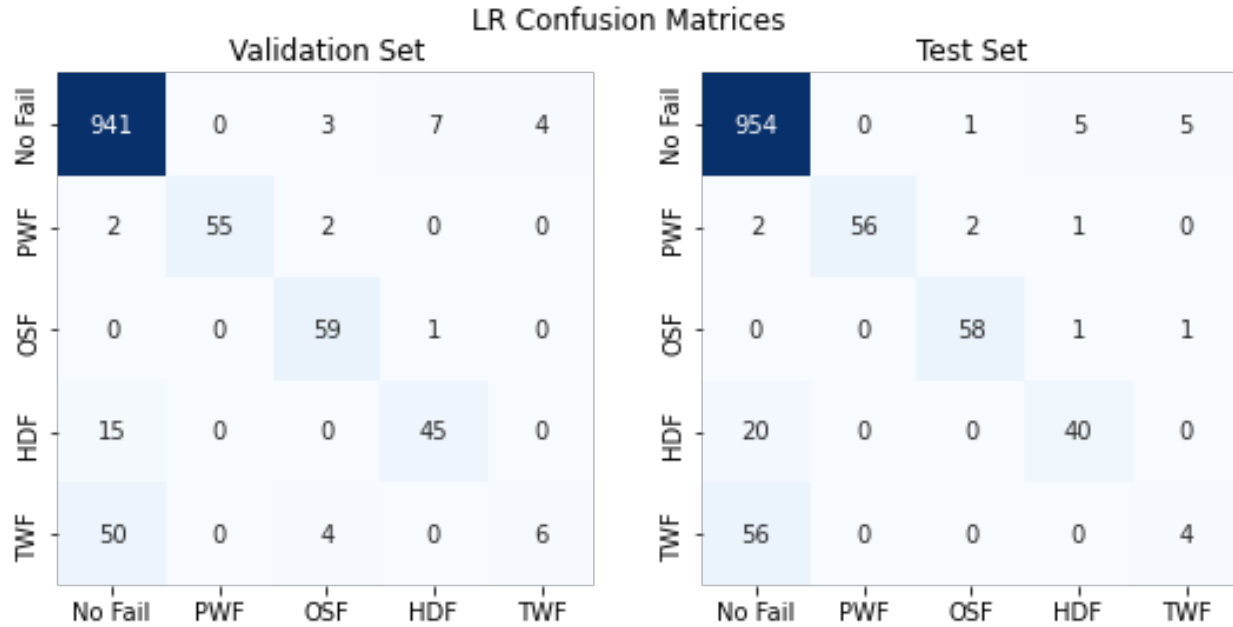 LR Confusion Matrices
Validation Set
No Fail 941 0 3 7 4
PWF 2 55 2 0 0
OSF 0 0 59 1 0
HDF 15 0 0 45 0
TWF 50 0 4 0 6
No Fail PWF OSF HDF TWF
Test Set
No Fail 954 0 1 5 5
PWF 2 56 2 1 0
OSF 0 0 58 1 1
HDF 20 0 0 40 0
TWF 56 0 0 0 4
No Fail PWF OSF HDF TWF